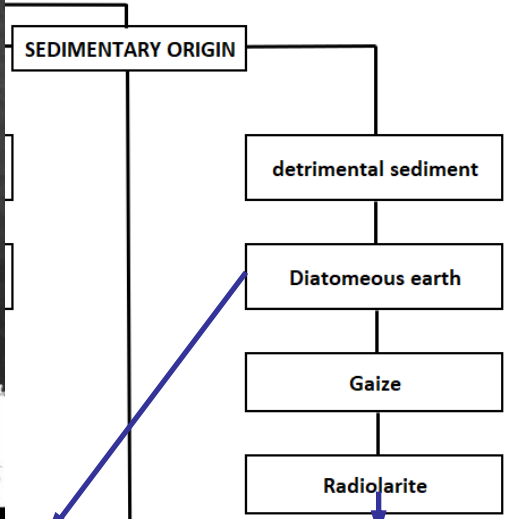 SEDIMENTARY ORIGIN
detrimental sediment
Diatomeous earth
Gaize
Radiolarite